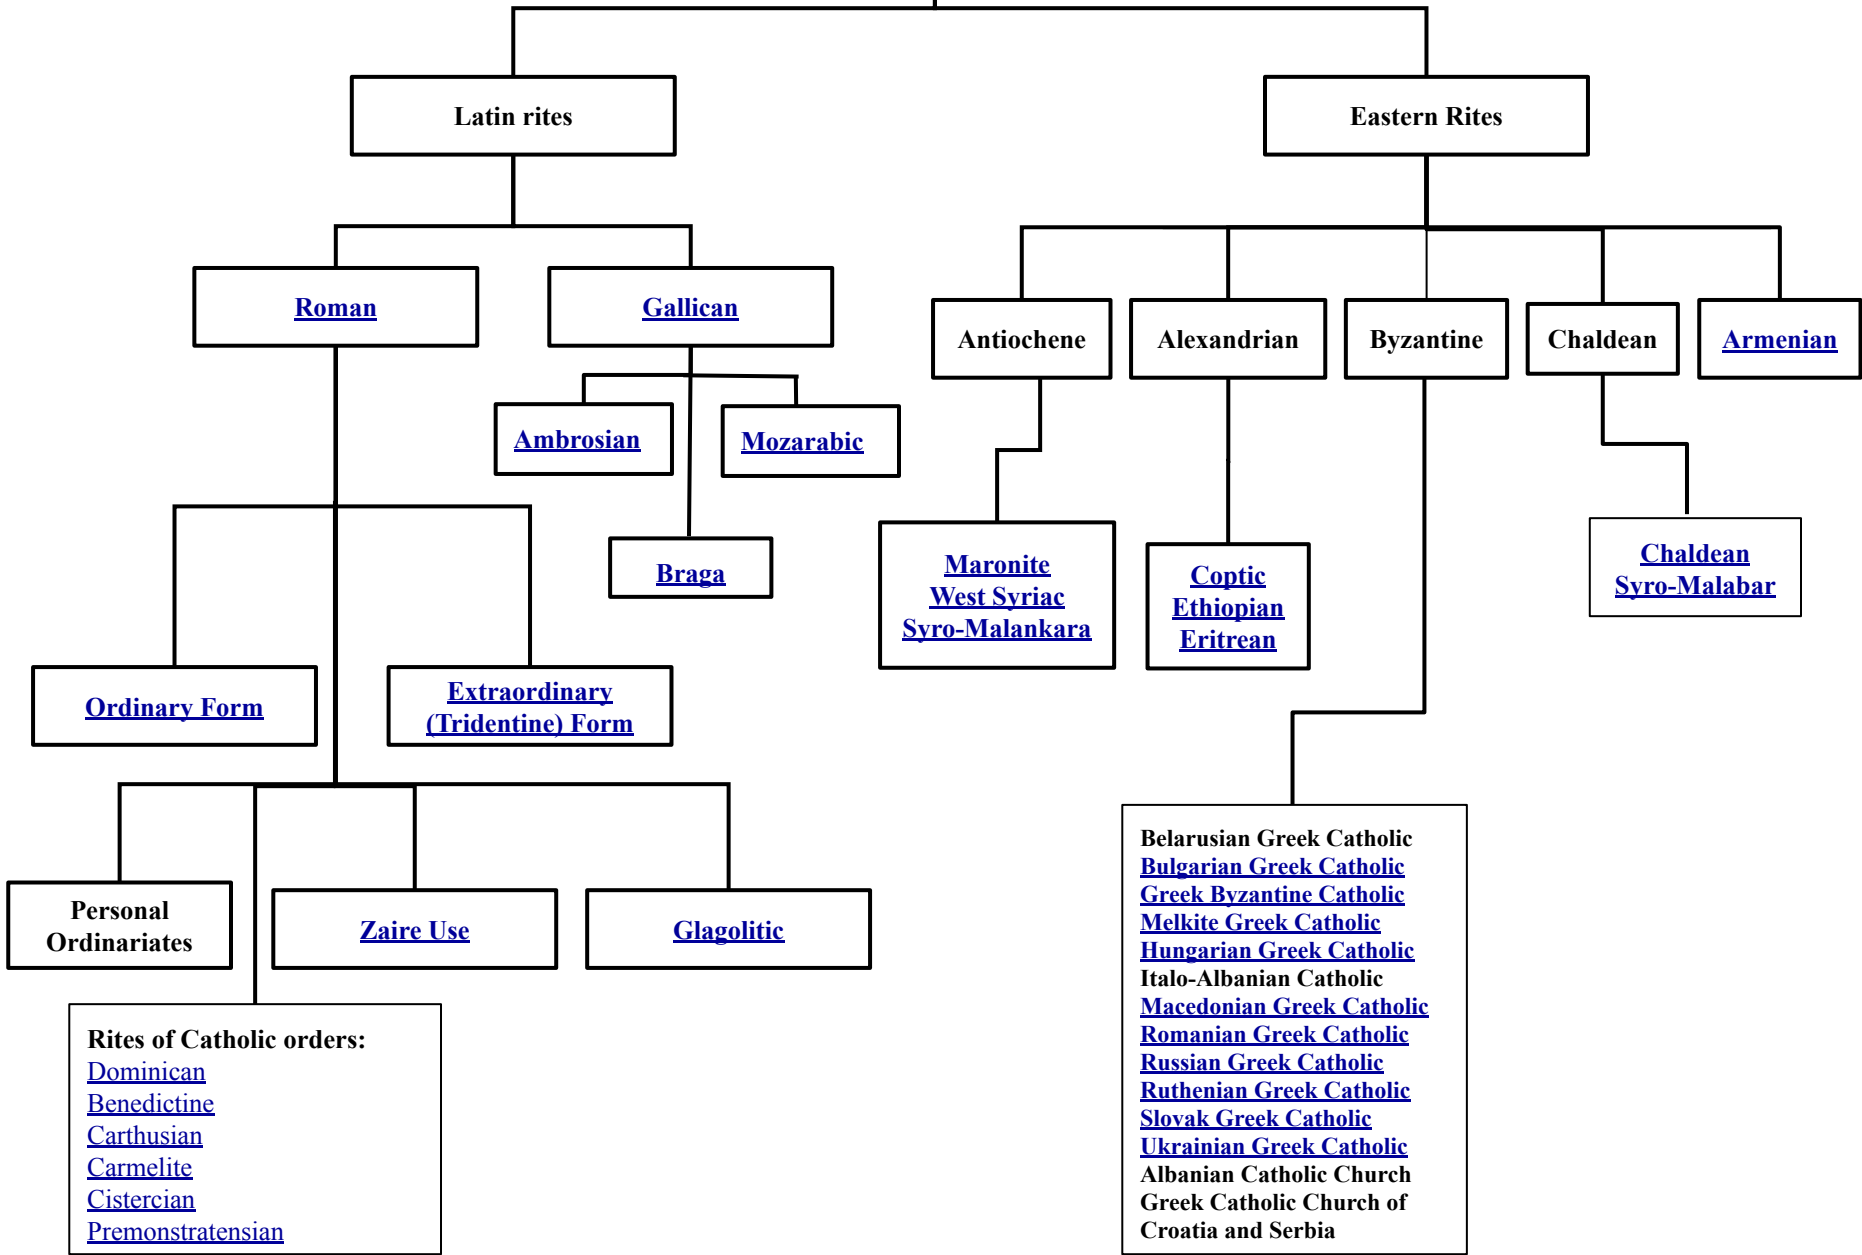 Latin rites
Eastern Rites
Roman
Gallican
Antiochene
Alexandrian
Byzantine
Chaldean
Armenian
Ambrosian
Mozarabic
Braga
Maronite
West Syriac
Syro-Malankara
Coptic
Ethiopian
Eritrean
Chaldean
Syro-Malabar
Ordinary Form
Extraordinary
(Tridentine) Form
Personal
Ordinariates
Zaire Use
Glagolitic
Rites of Catholic orders:
Dominican
Benedictine
Carthusian
Carmelite
Cistercian
Premonstratensian
Belarusian Greek Catholic
Bulgarian Greek Catholic
Greek Byzantine Catholic
Melkite Greek Catholic
Hungarian Greek Catholic
Italo-Albanian Catholic
Macedonian Greek Catholic
Romanian Greek Catholic
Russian Greek Catholic
Ruthenian Greek Catholic
Slovak Greek Catholic
Ukrainian Greek Catholic
Albanian Catholic Church
Greek Catholic Church of
Croatia and Serbia